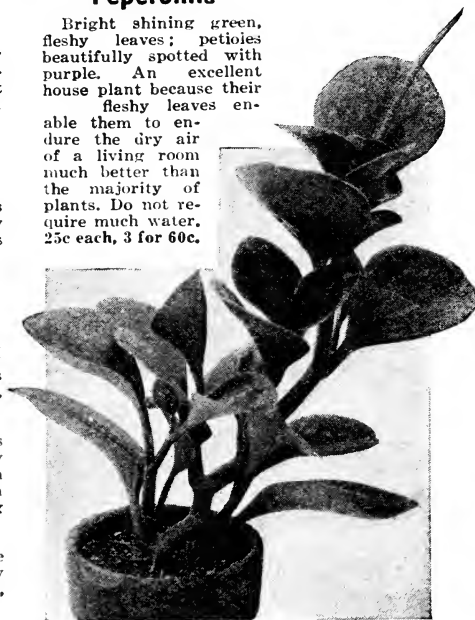 Peperomia
Bright shining green,
fleshy leaves; petioles
beautifully spotted with
purple. An excellent
house plant because their
fleshy leaves en-
able them to en-
dure the dry air
of a living room
much better than
the majority of
plants. Do not re-
quire much water.
25c each, 3 for 60c.